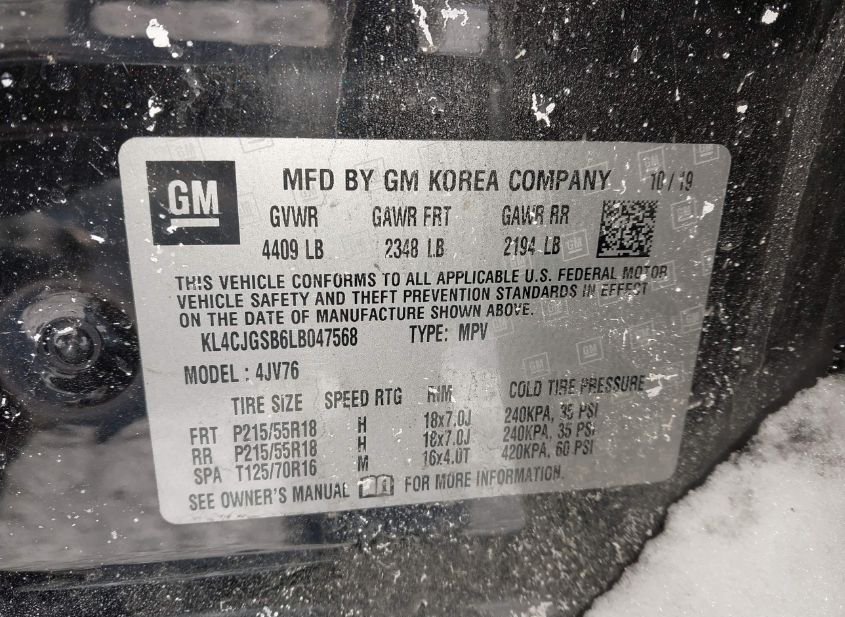 GM
MFD BY GM KOREA COMPANY 10 / 19
GVWR GAWR FRT GAWR RR
4409 LB 2348 LB 2194 LB
THIS VEHICLE CONFORMS TO ALL APPLICABLE U.S. FEDERAL MOTOR
VEHICLE SAFETY AND THEFT PREVENTION STANDARDS IN EFFECT
ON THE DATE OF MANUFACTURE SHOWN ABOVE.
KL4CJGSB6LB047568 TYPE: MPV
MODEL : 4JV76
TIRE SIZE SPEED RTG RIM COLD TIRE PRESSURE
FRT P215/55R18 H 18x7.0J 240KPA, 35 PSI
RR P215/55R18 H 18x7.0J 240KPA, 35 PSI
SPA T125/70R16 M 16x4.0T 420KPA, 60 PSI
SEE OWNER'S MANUAL FOR MORE INFORMATION.